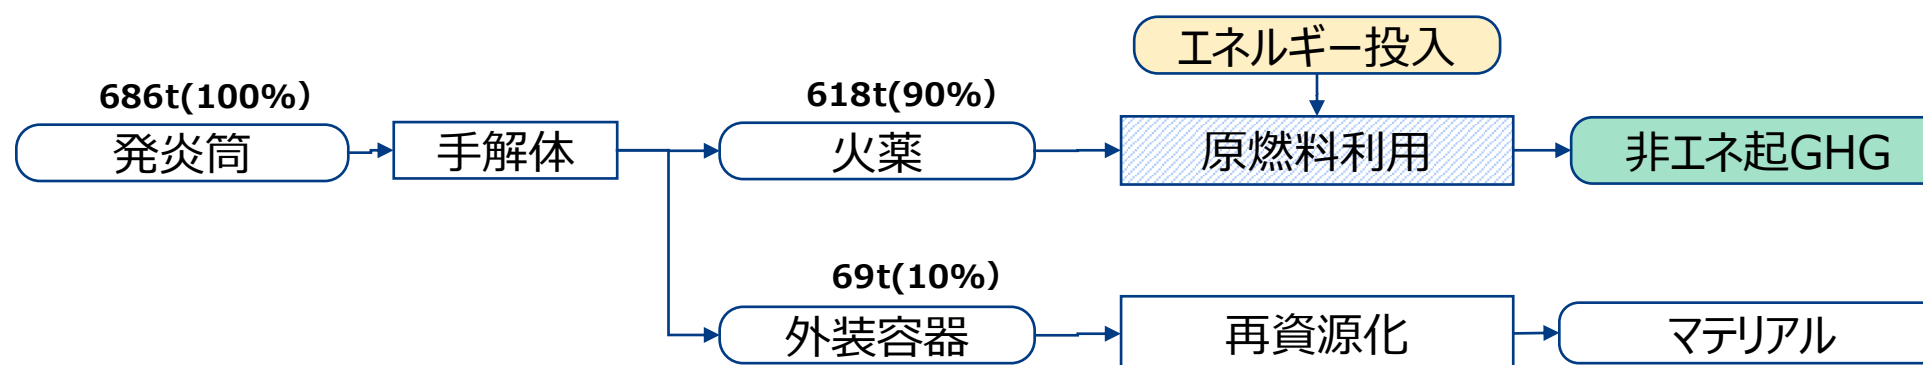 エネルギー投入
686t(100%)
618t(90%)
発炎筒
手解体
火薬
原燃料利用
非エネ起GHG
69t(10%)
外装容器
再資源化
マテリアル